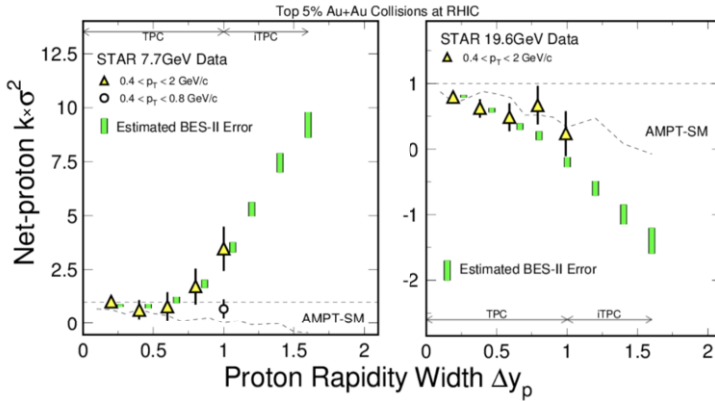 Top 5% Au+Au Collisions at RHIC
TPC iTPC
STAR 7.7GeV Data
0.4 < p_T < 2 GeV/c
0.4 < p_T < 0.8 GeV/c
Estimated BES-II Error
AMPT-SM
12.5
10
7.5
5
2.5
0
0 0.5 1 1.5 2
Net-proton k×σ²
STAR 19.6GeV Data
0.4 < p_T < 2 GeV/c
AMPT-SM
Estimated BES-II Error
TPC iTPC
1
0
-1
-2
0 0.5 1 1.5 2
Proton Rapidity Width Δy_p